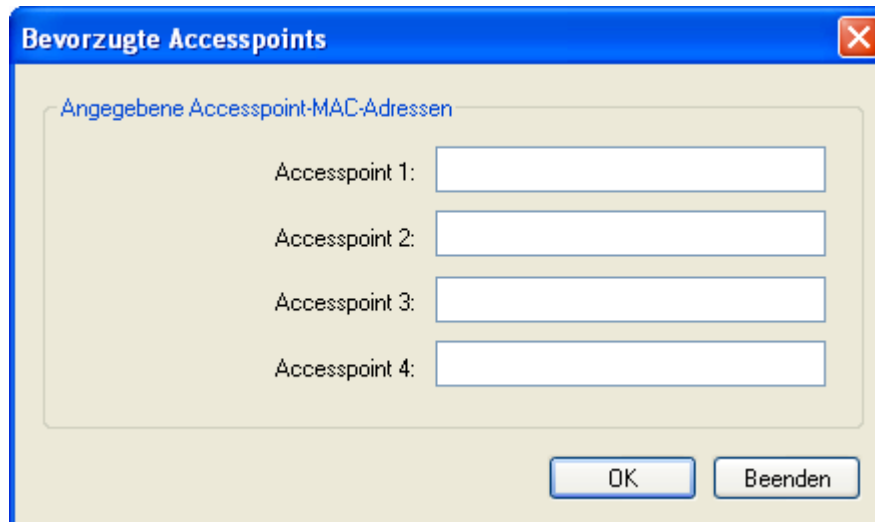 Bevorzugte Accesspoints
Angegebene Accesspoint-MAC-Adressen
Accesspoint 1:
Accesspoint 2:
Accesspoint 3:
Accesspoint 4:
OK Beenden